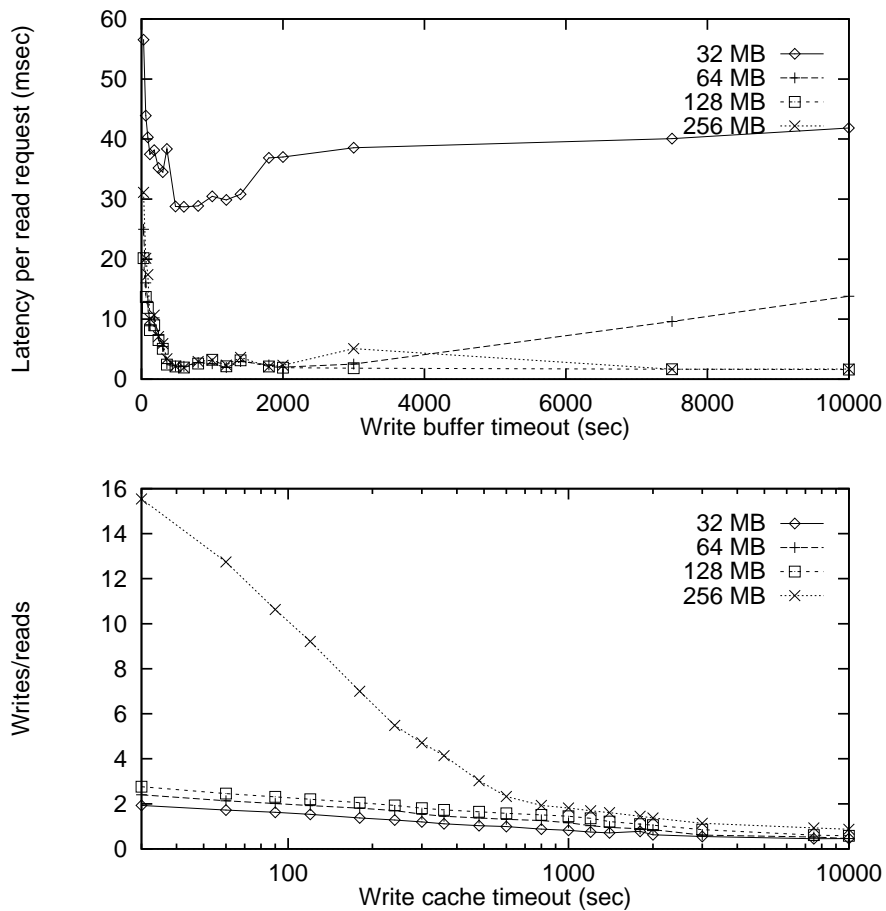 60
50
40
30
20
10
0
Latency per read request (msec)
32 MB
64 MB
128 MB
256 MB
0 2000 4000 6000 8000 10000
Write buffer timeout (sec)
16
14
12
10
8
6
4
2
0
Writes/reads
32 MB
64 MB
128 MB
256 MB
100 1000 10000
Write cache timeout (sec)